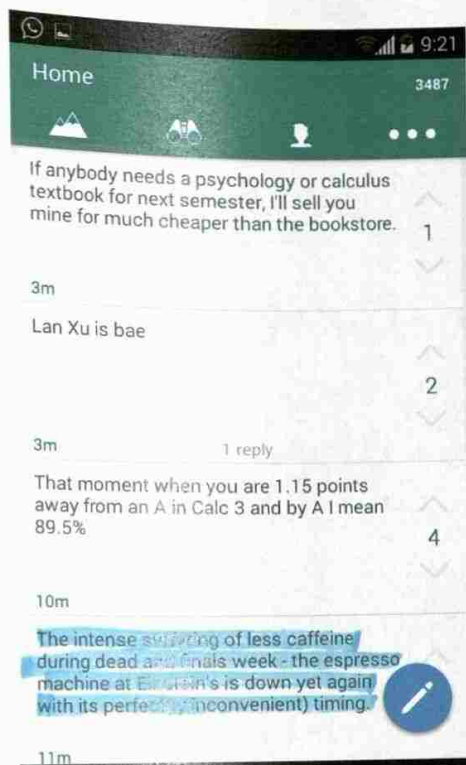 9:21
Home
3487
If anybody needs a psychology or calculus
textbook for next semester, I'll sell you
mine for much cheaper than the bookstore.
1
3m
Lan Xu is bae
2
3m
1 reply
That moment when you are 1.15 points
away from an A in Calc 3 and by A I mean
89.5%
4
10m
The intense of less caffeine
during dead and finals week - the espresso
machine at Einstein's is down yet again
with its inconvenient) timing.
11m